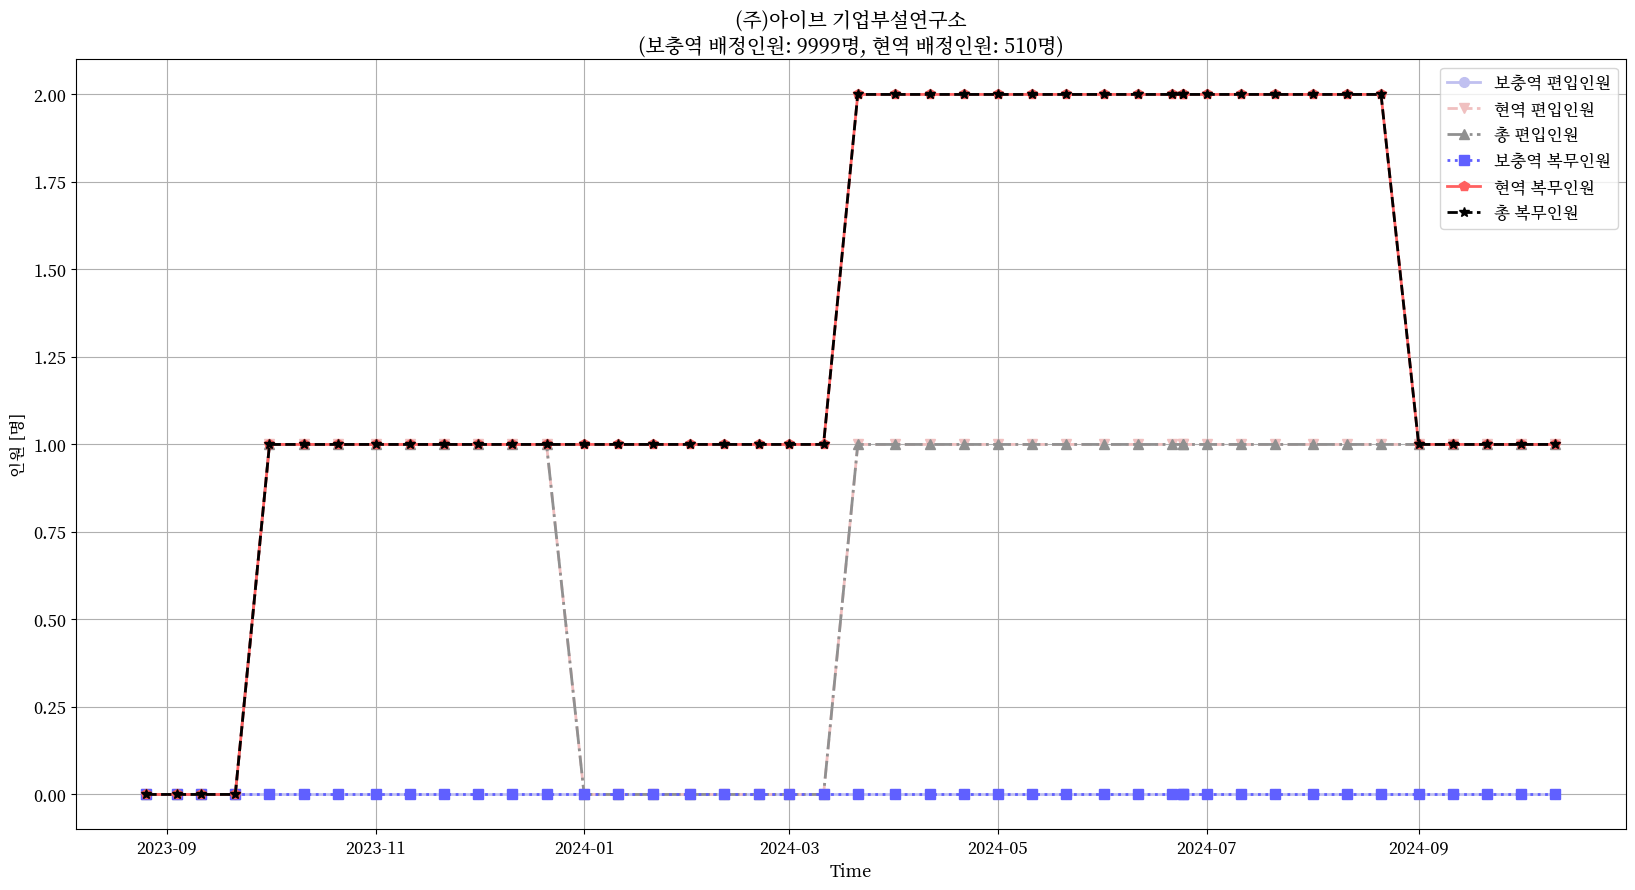 (주)아이브 기업부설연구소
(보충역 배정인원: 9999명, 현역 배정인원: 510명)
보충역 편입인원
현역 편입인원
총 편입인원
보충역 복무인원
현역 복무인원
총 복무인원
인원 [명]
2.00
1.75
1.50
1.25
1.00
0.75
0.50
0.25
0.00
2023-09
2023-11
2024-01
2024-03
2024-05
2024-07
2024-09
Time